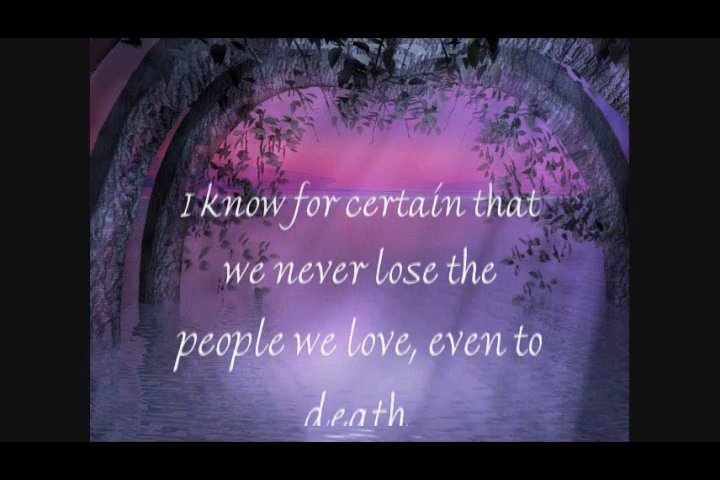 I know for certain that
we never lose the
people we love, even to
death